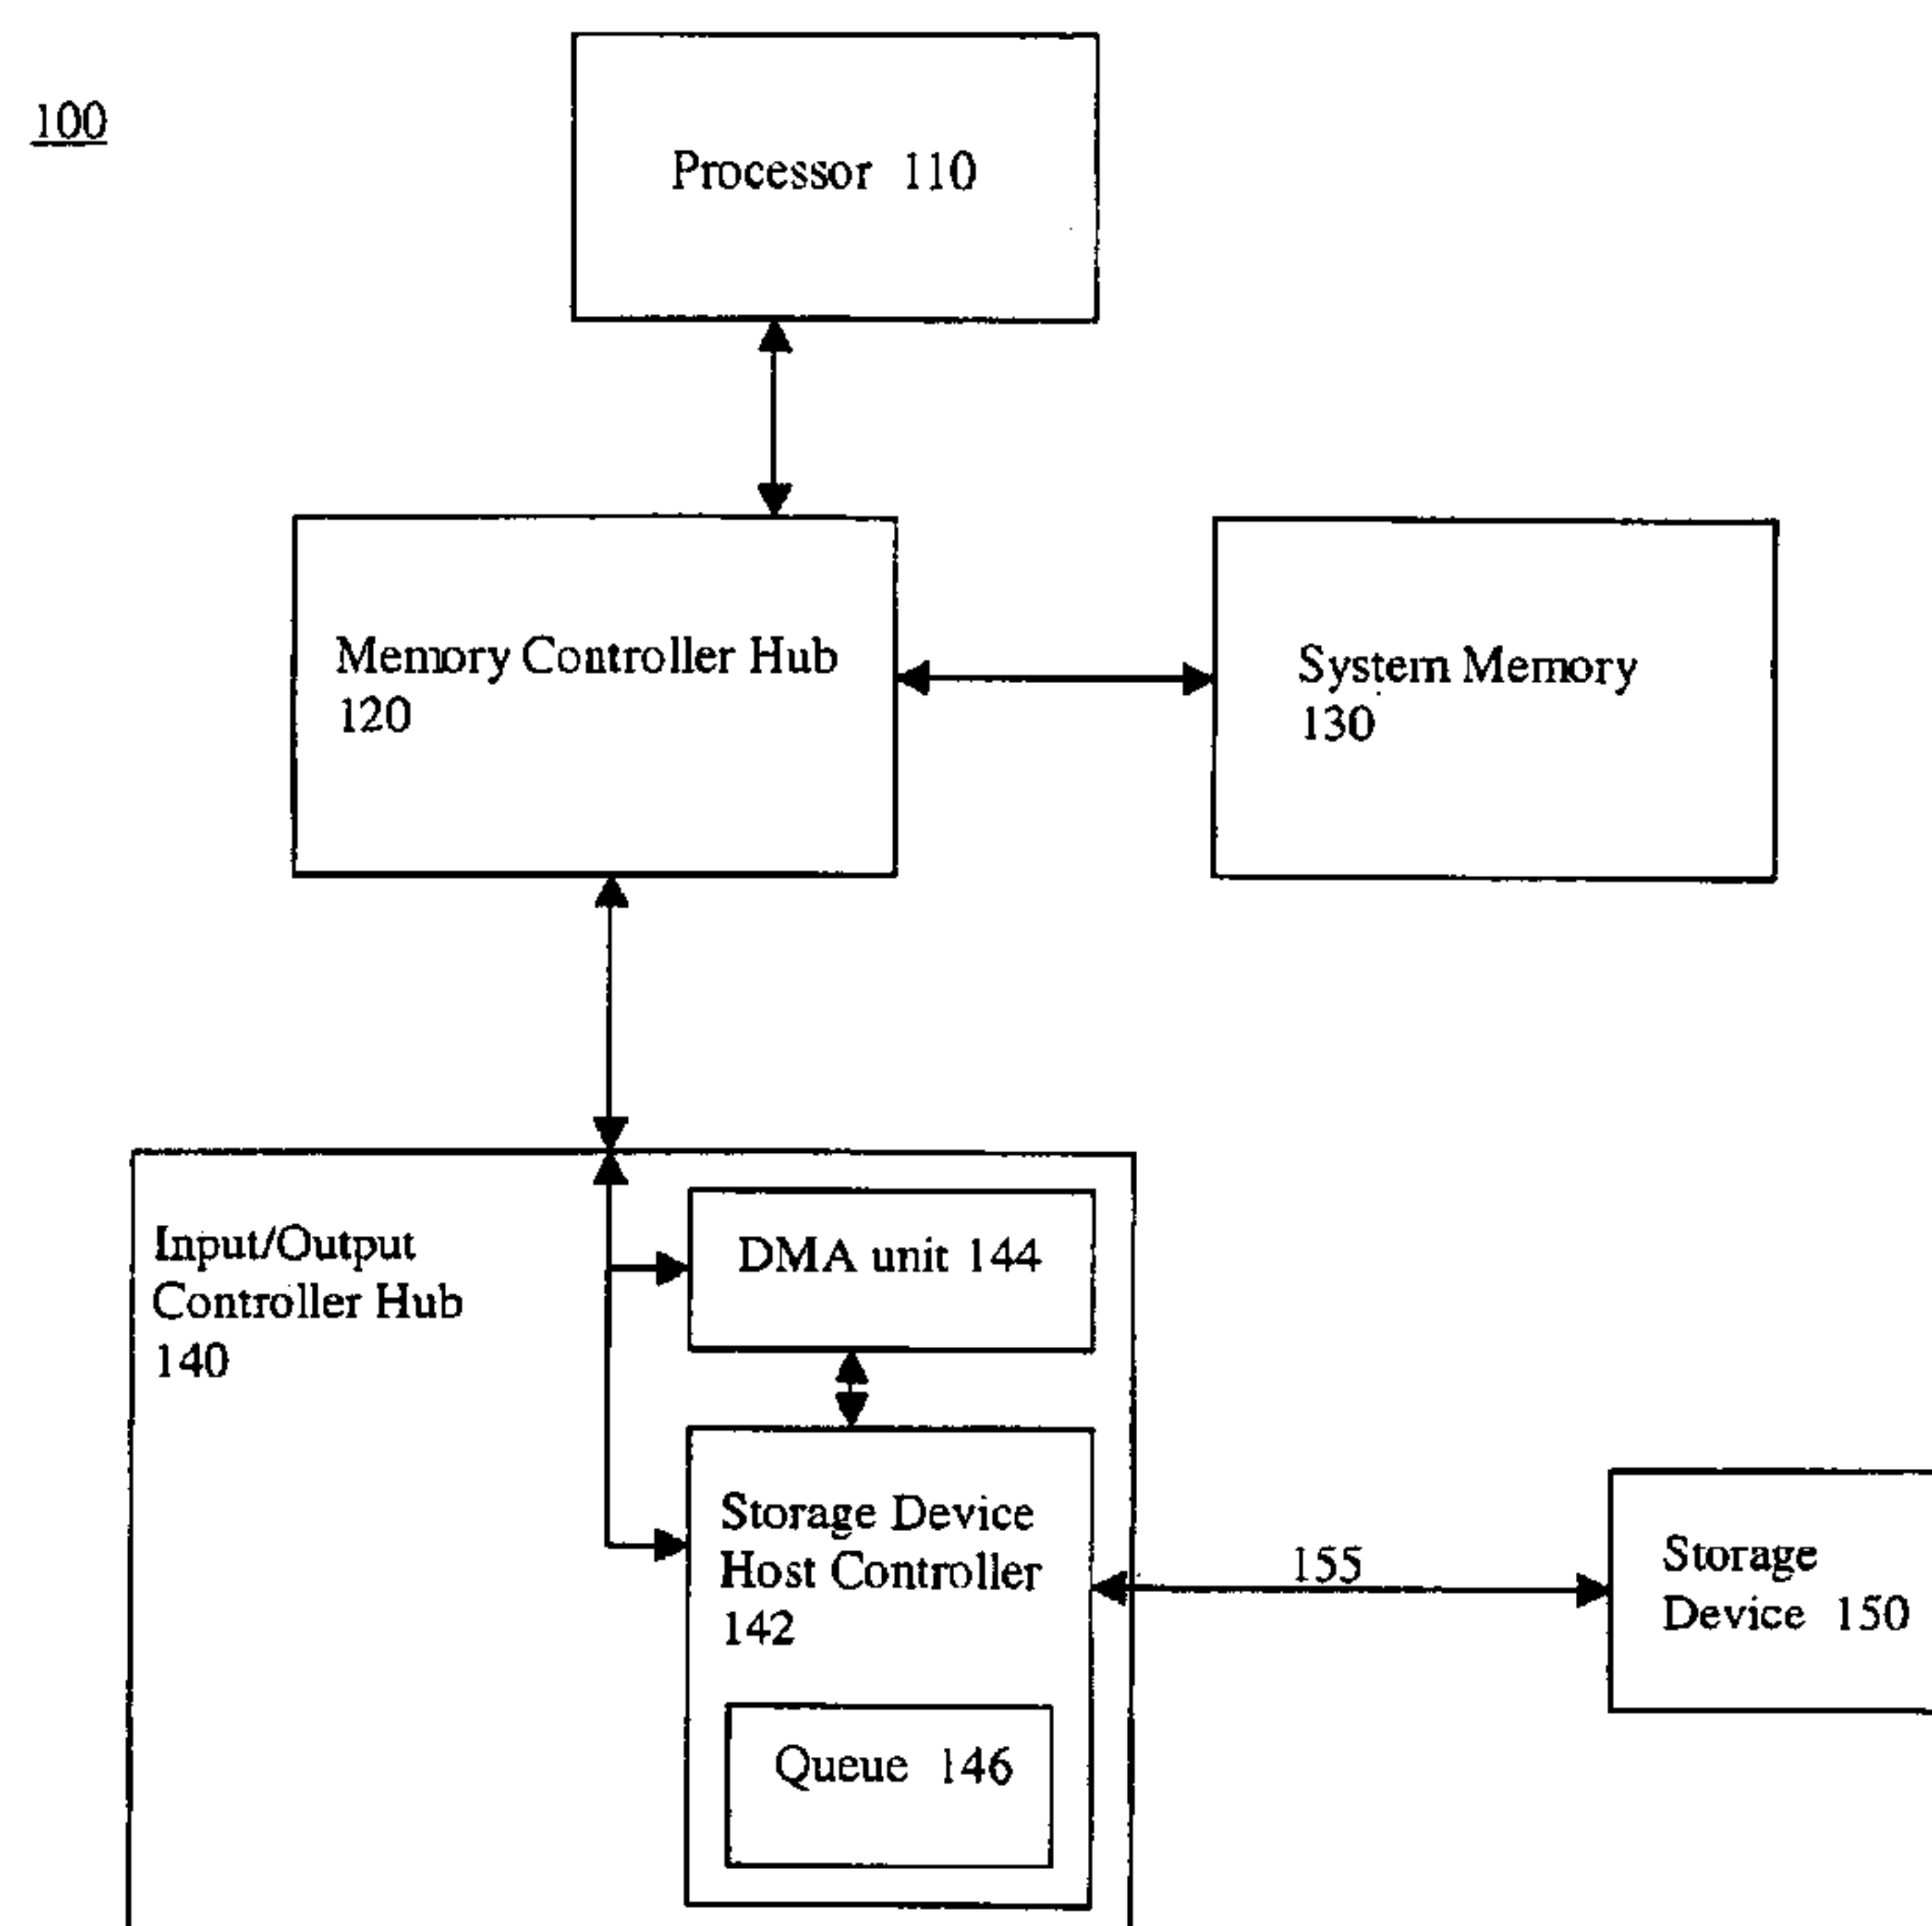 100
Processor 110
Memory Controller Hub
120
System Memory
130
Input/Output
Controller Hub
140
DMA unit 144
Storage Device
Host Controller
142
Queue 146
155
Storage
Device 150